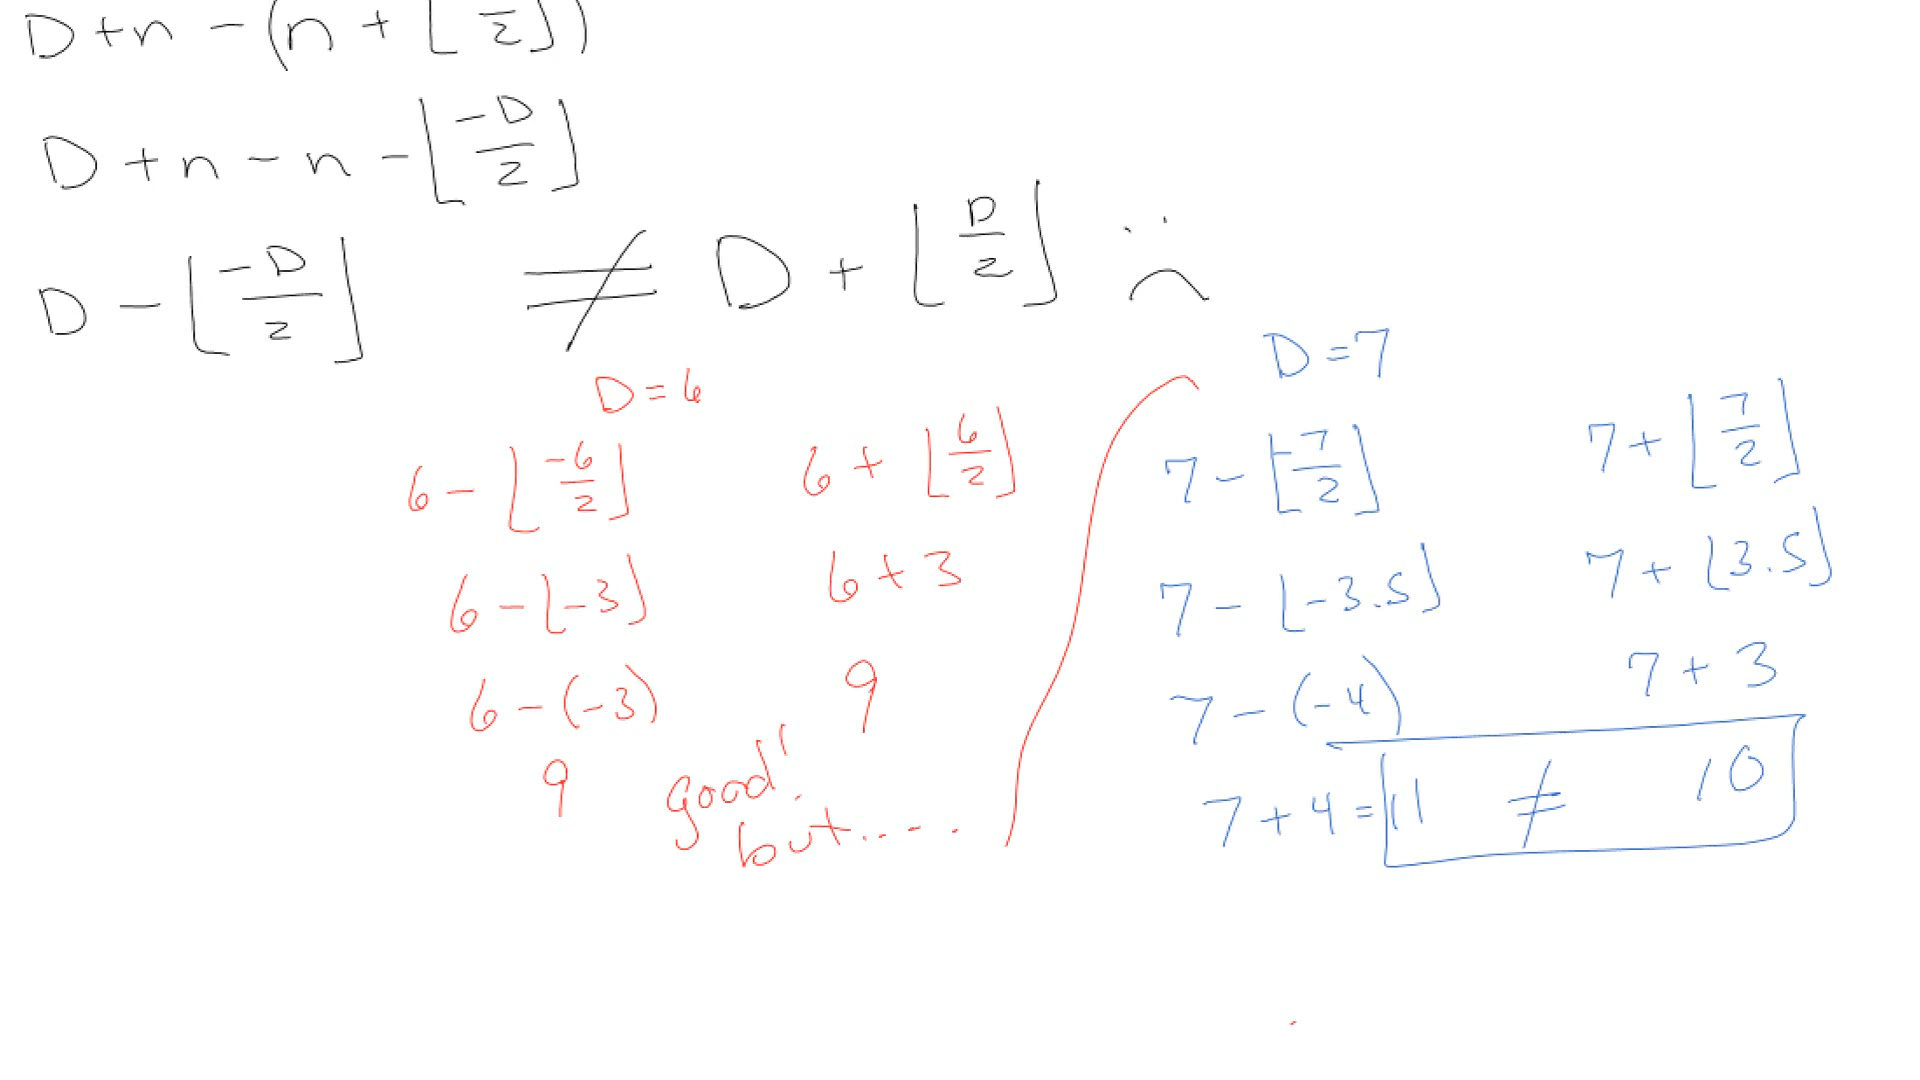 D + n - (n + ⌊ /2⌋)
D + n - n - ⌊-D/2⌋
D - ⌊-D/2⌋ ≠ D + ⌊D/2⌋ :(
D = 6
6 - ⌊-6/2⌋ 6 + ⌊6/2⌋
6 - ⌊-3⌋ 6 + 3
6 - (-3) 9
9 good!
but.....
D = 7
7 - ⌊-7/2⌋ 7 + ⌊7/2⌋
7 - ⌊-3.5⌋ 7 + ⌊3.5⌋
7 - (-4) 7 + 3
7 + 4 = 11 ≠ 10